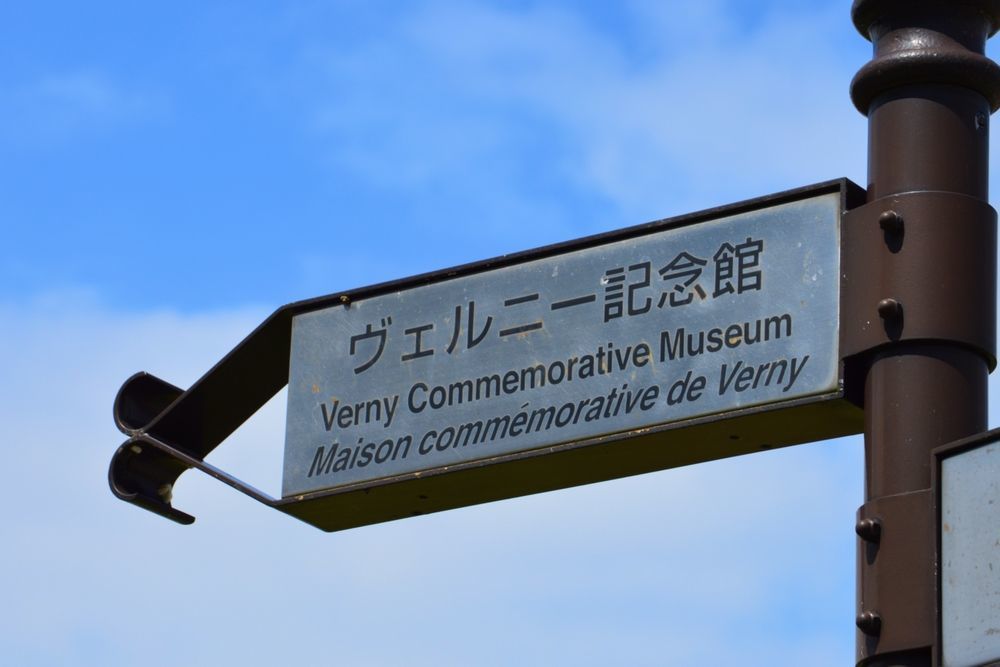 ヴェルニー記念館
Verny Commemorative Museum
Maison commémorative de Verny